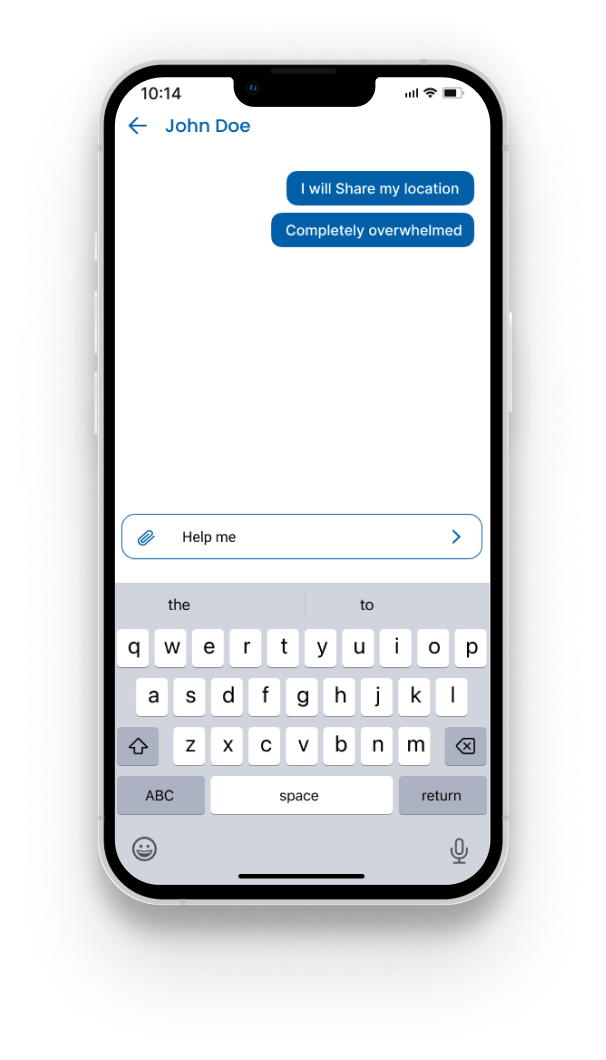 10:14
John Doe
I will Share my location
Completely overwhelmed
Help me
the to
q w e r t y u i o p
a s d f g h j k l
z x c v b n m
ABC space return